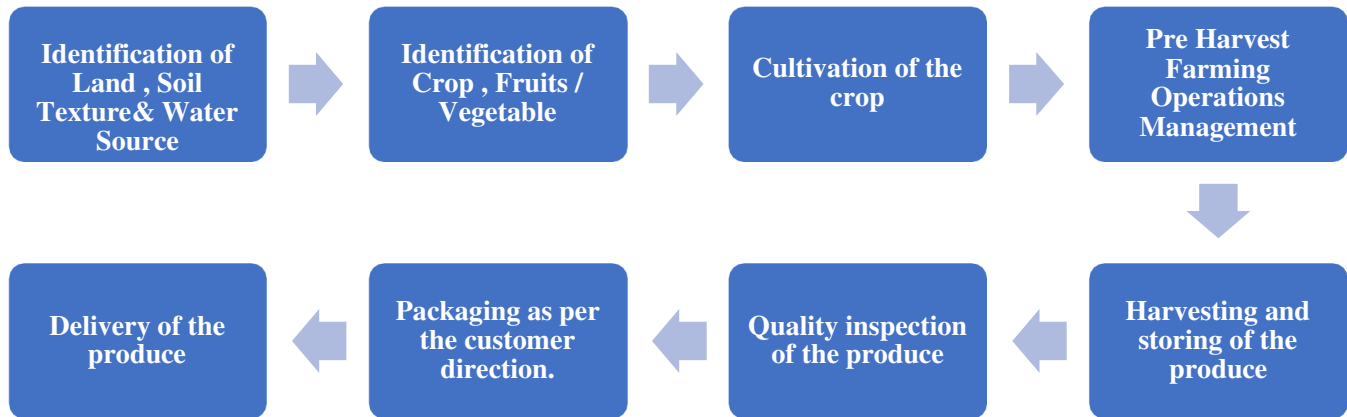 Identification of
Land , Soil
Texture& Water
Source
Identification of
Crop , Fruits /
Vegetable
Cultivation of the
crop
Pre Harvest
Farming
Operations
Management
Harvesting and
storing of the
produce
Quality inspection
of the produce
Packaging as per
the customer
direction.
Delivery of the
produce